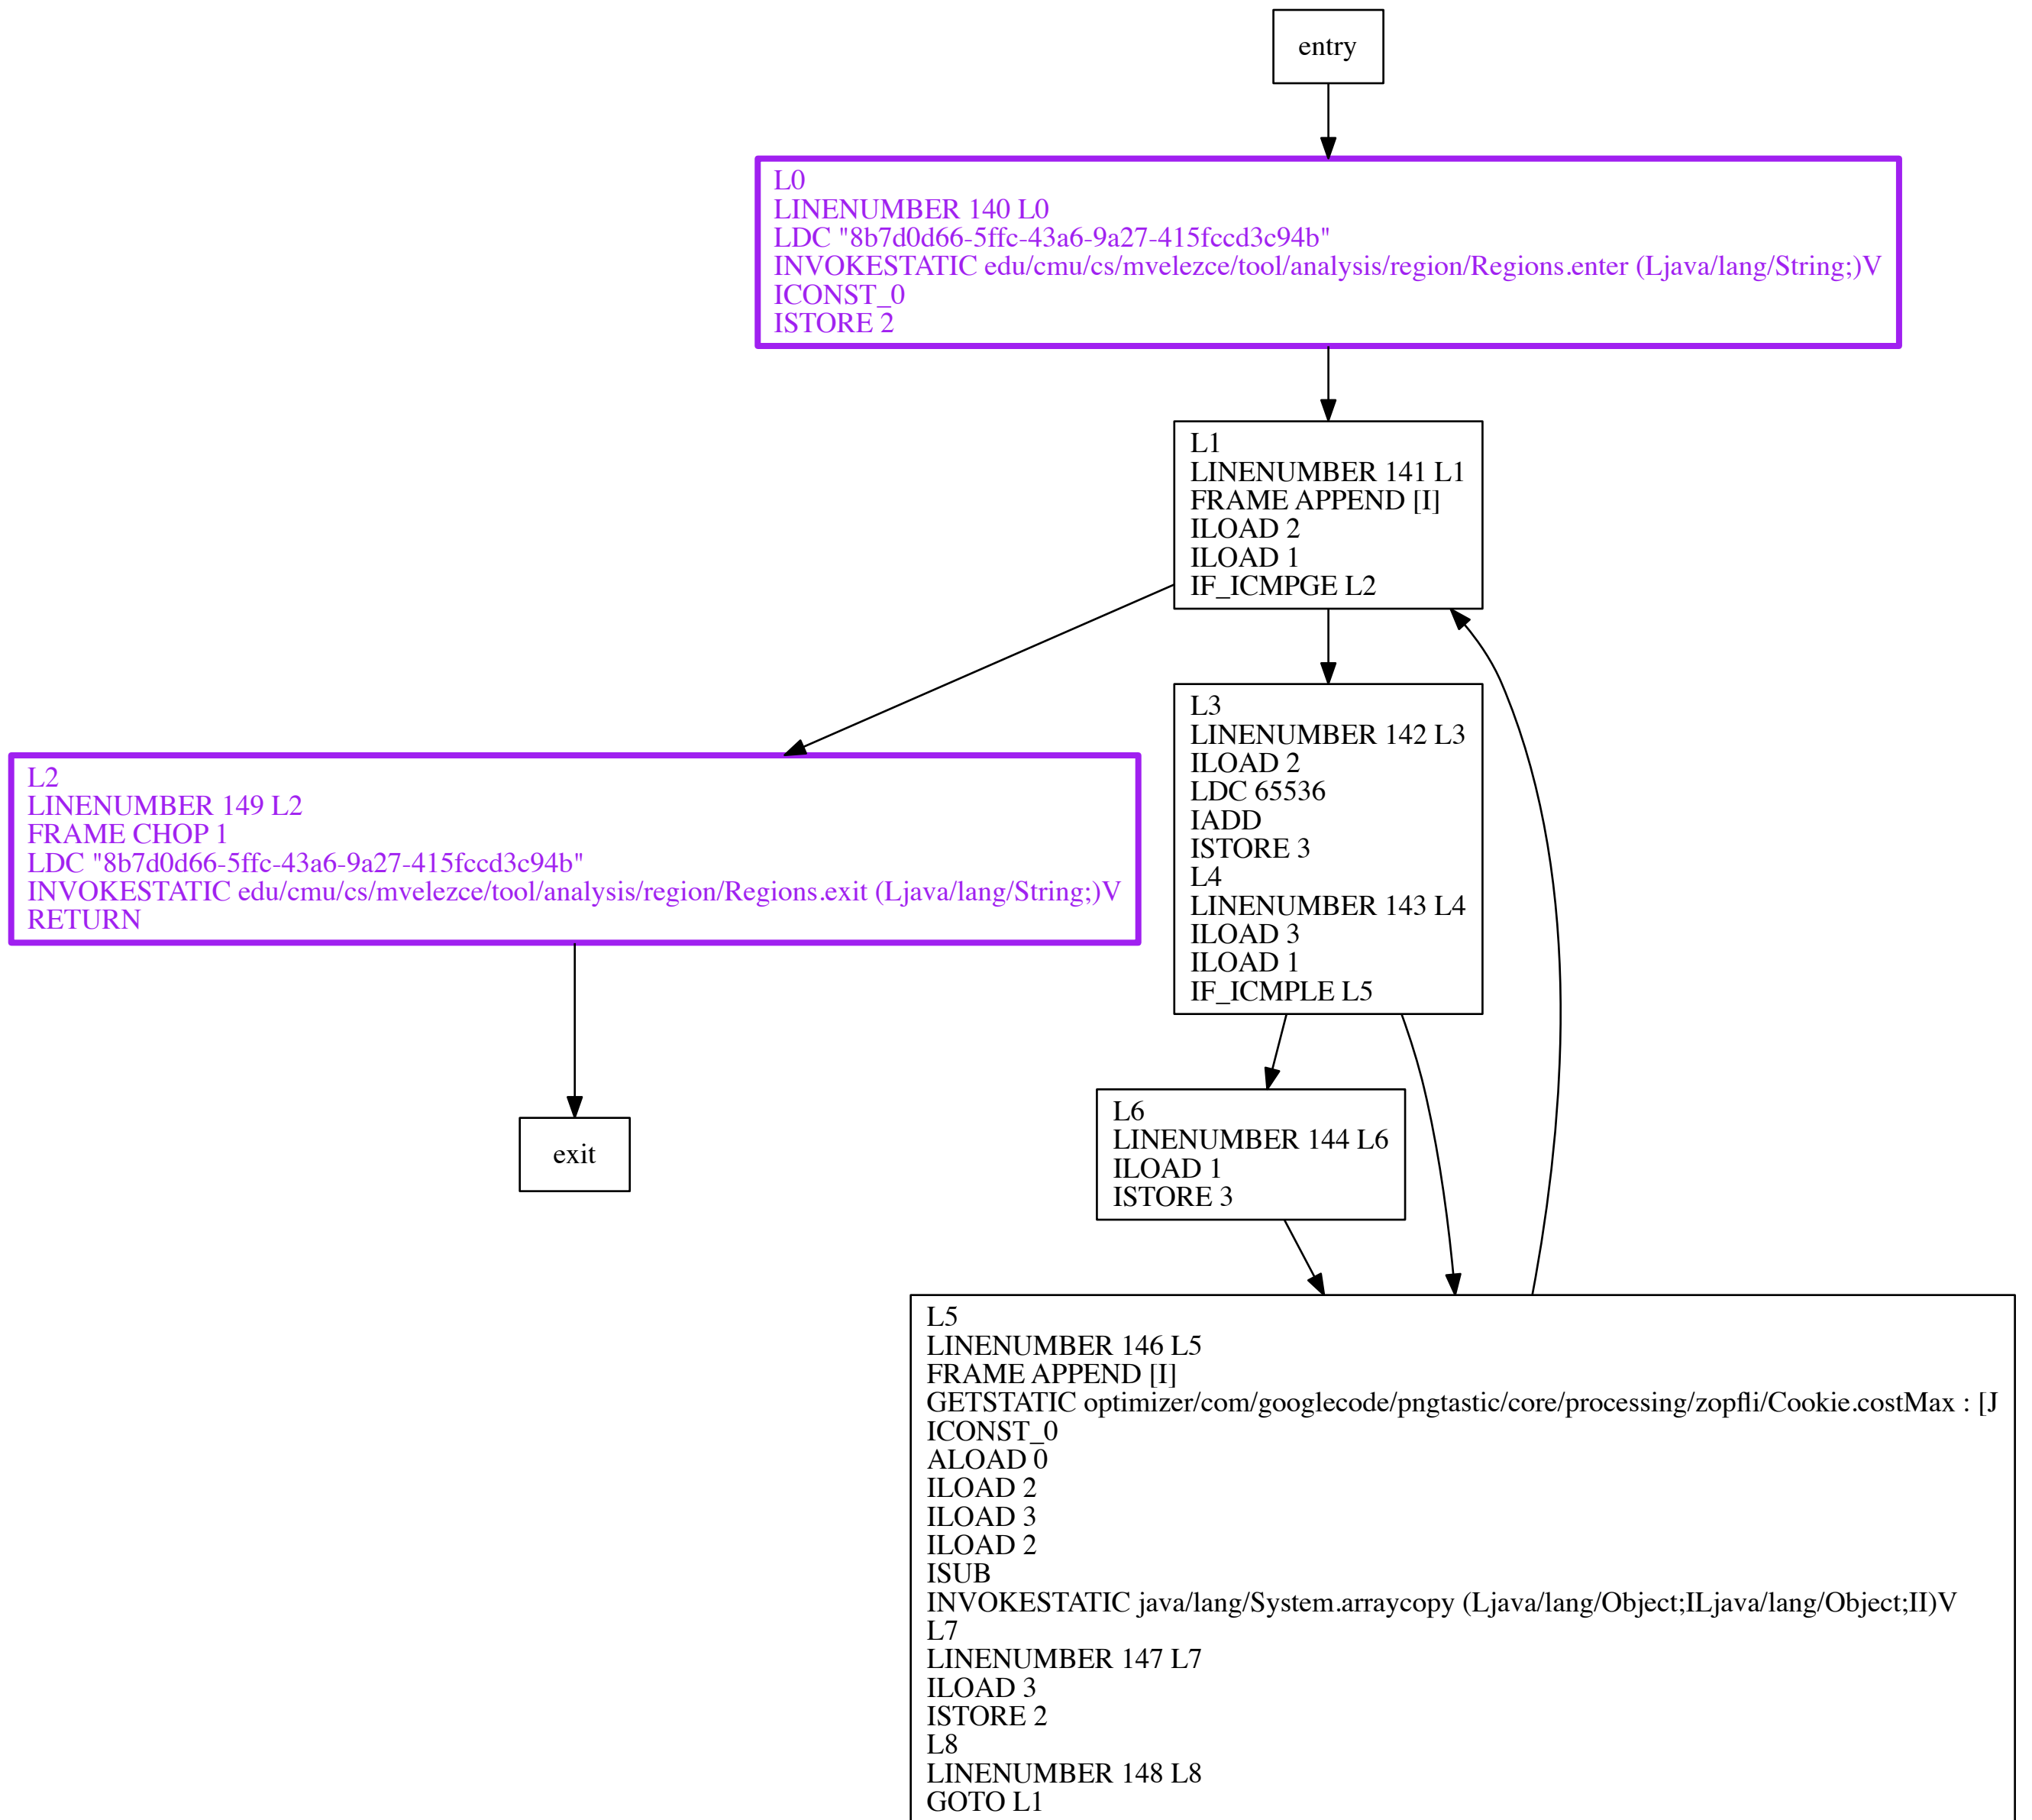 entry
L0
LINENUMBER 140 L0
LDC "8b7d0d66-5ffc-43a6-9a27-415fccd3c94b"
INVOKESTATIC edu/cmu/cs/mvelezce/tool/analysis/region/Regions.enter (Ljava/lang/String;)V
ICONST_0
ISTORE 2
L1
LINENUMBER 141 L1
FRAME APPEND [I]
ILOAD 2
ILOAD 1
IF_ICMPGE L2
L2
LINENUMBER 149 L2
FRAME CHOP 1
LDC "8b7d0d66-5ffc-43a6-9a27-415fccd3c94b"
INVOKESTATIC edu/cmu/cs/mvelezce/tool/analysis/region/Regions.exit (Ljava/lang/String;)V
RETURN
L3
LINENUMBER 142 L3
ILOAD 2
LDC 65536
IADD
ISTORE 3
L4
LINENUMBER 143 L4
ILOAD 3
ILOAD 1
IF_ICMPLE L5
exit
L6
LINENUMBER 144 L6
ILOAD 1
ISTORE 3
L5
LINENUMBER 146 L5
FRAME APPEND [I]
GETSTATIC optimizer/com/googlecode/pngtastic/core/processing/zopfli/Cookie.costMax : [J
ICONST_0
ALOAD 0
ILOAD 2
ILOAD 3
ILOAD 2
ISUB
INVOKESTATIC java/lang/System.arraycopy (Ljava/lang/Object;ILjava/lang/Object;II)V
L7
LINENUMBER 147 L7
ILOAD 3
ISTORE 2
L8
LINENUMBER 148 L8
GOTO L1